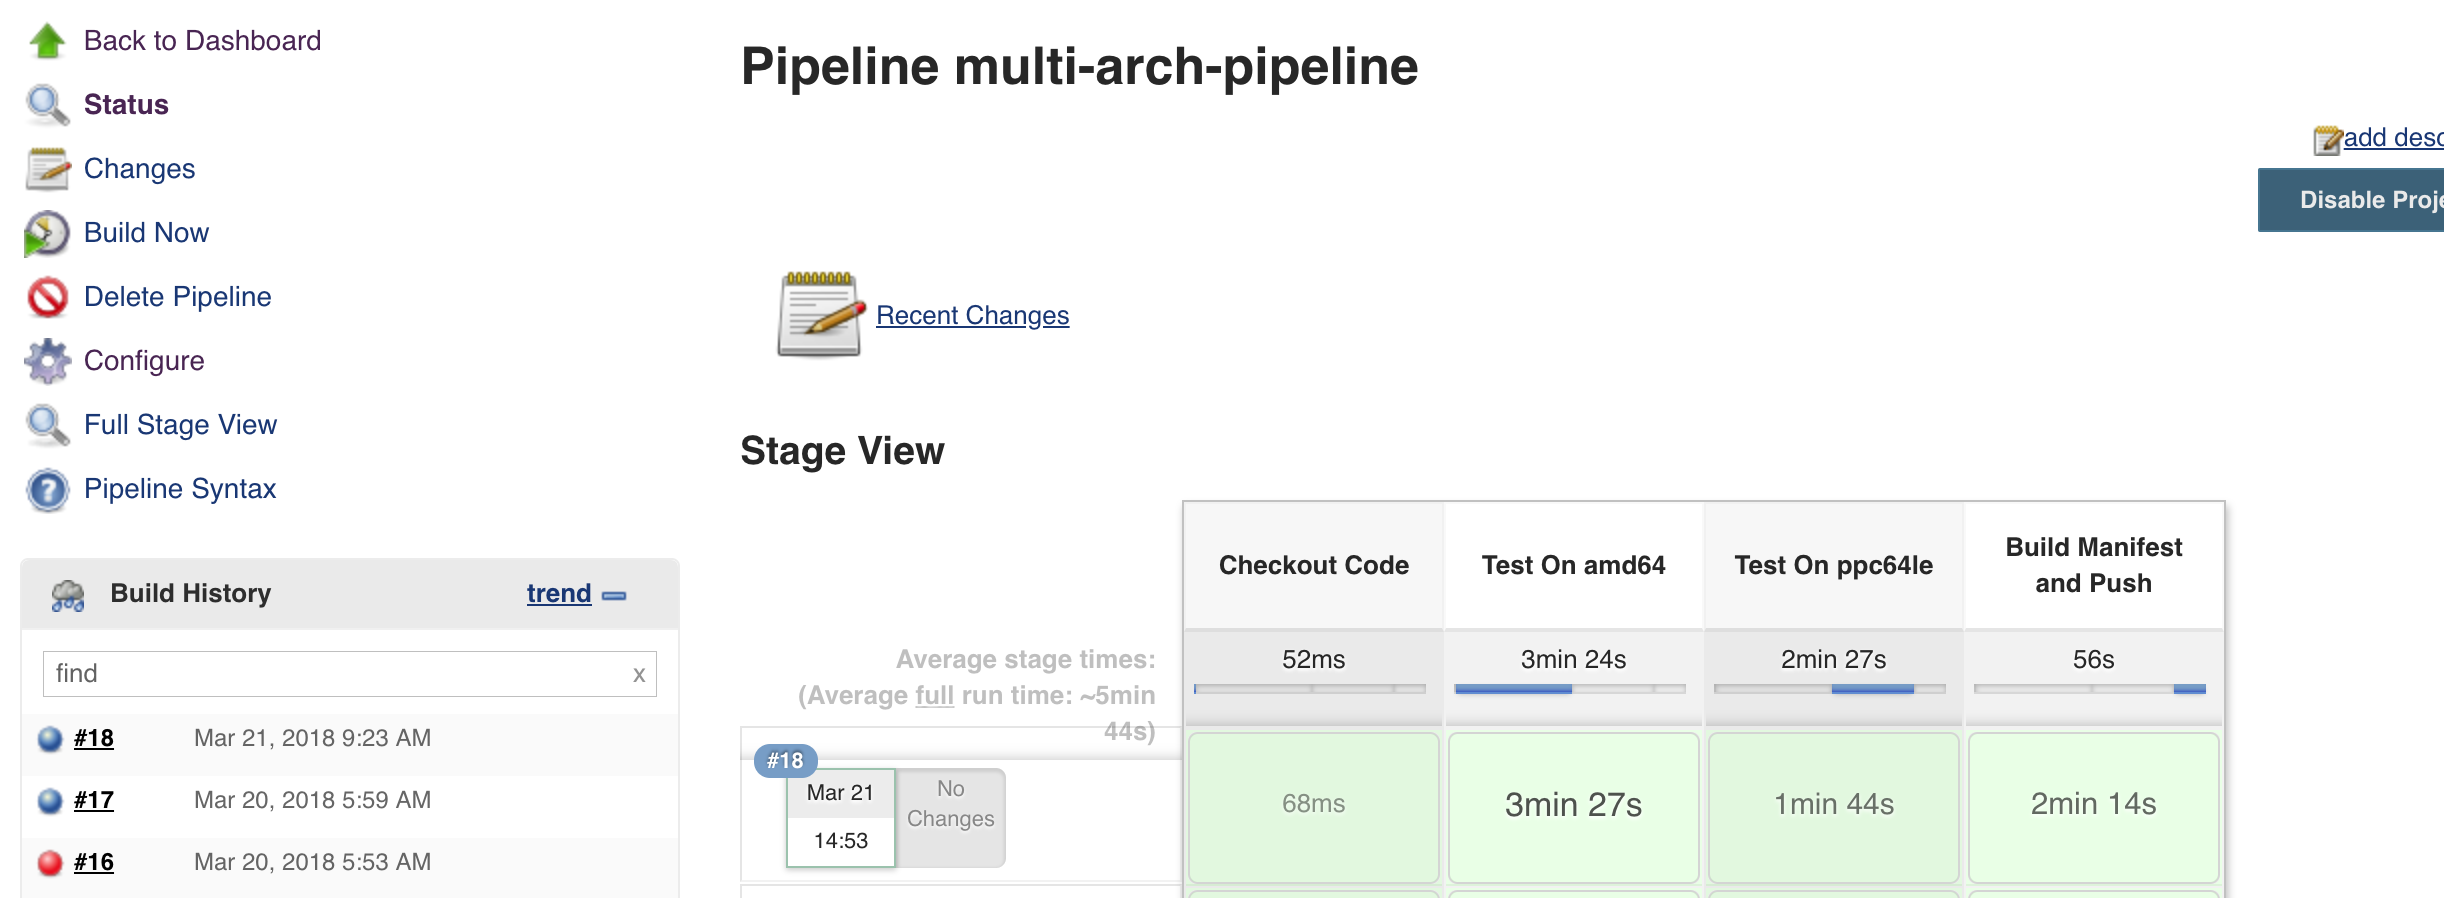 Back to Dashboard
Status
Changes
Build Now
Delete Pipeline
Configure
Full Stage View
Pipeline Syntax
Build History
trend
find
x
#18
Mar 21, 2018 9:23 AM
#17
Mar 20, 2018 5:59 AM
#16
Mar 20, 2018 5:53 AM
Pipeline multi-arch-pipeline
add desc
Disable Proje
Recent Changes
Stage View
Checkout Code
Test On amd64
Test On ppc64le
Build Manifest
and Push
Average stage times:
(Average full run time: ~5min
44s)
52ms
3min 24s
2min 27s
56s
#18
Mar 21
14:53
No
Changes
68ms
3min 27s
1min 44s
2min 14s